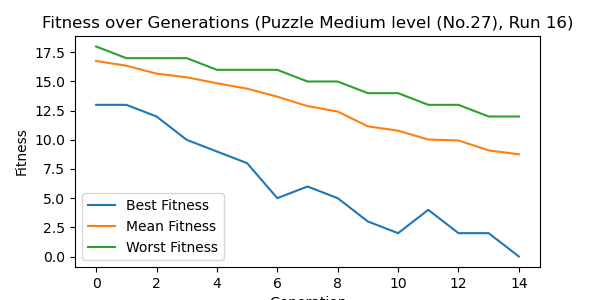 Fitness over Generations (Puzzle Medium level (No.27), Run 16)
17.5
15.0
12.5
10.0
7.5
5.0
2.5
0.0
Fitness
Best Fitness
Mean Fitness
Worst Fitness
0 2 4 6 8 10 12 14
Generation